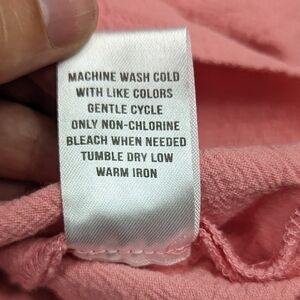 MACHINE WASH COLD
WITH LIKE COLORS
GENTLE CYCLE
ONLY NON-CHLORINE
BLEACH WHEN NEEDED
TUMBLE DRY LOW
WARM IRON